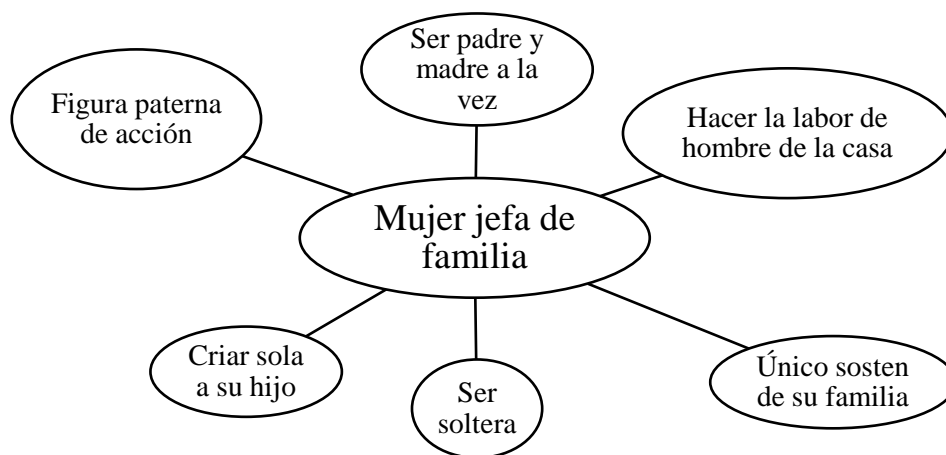 Ser padre y
madre a la
vez
Figura paterna
de acción
Hacer la labor de
hombre de la casa
Mujer jefa de
familia
Criar sola
a su hijo
Ser
soltera
Único sosten
de su familia